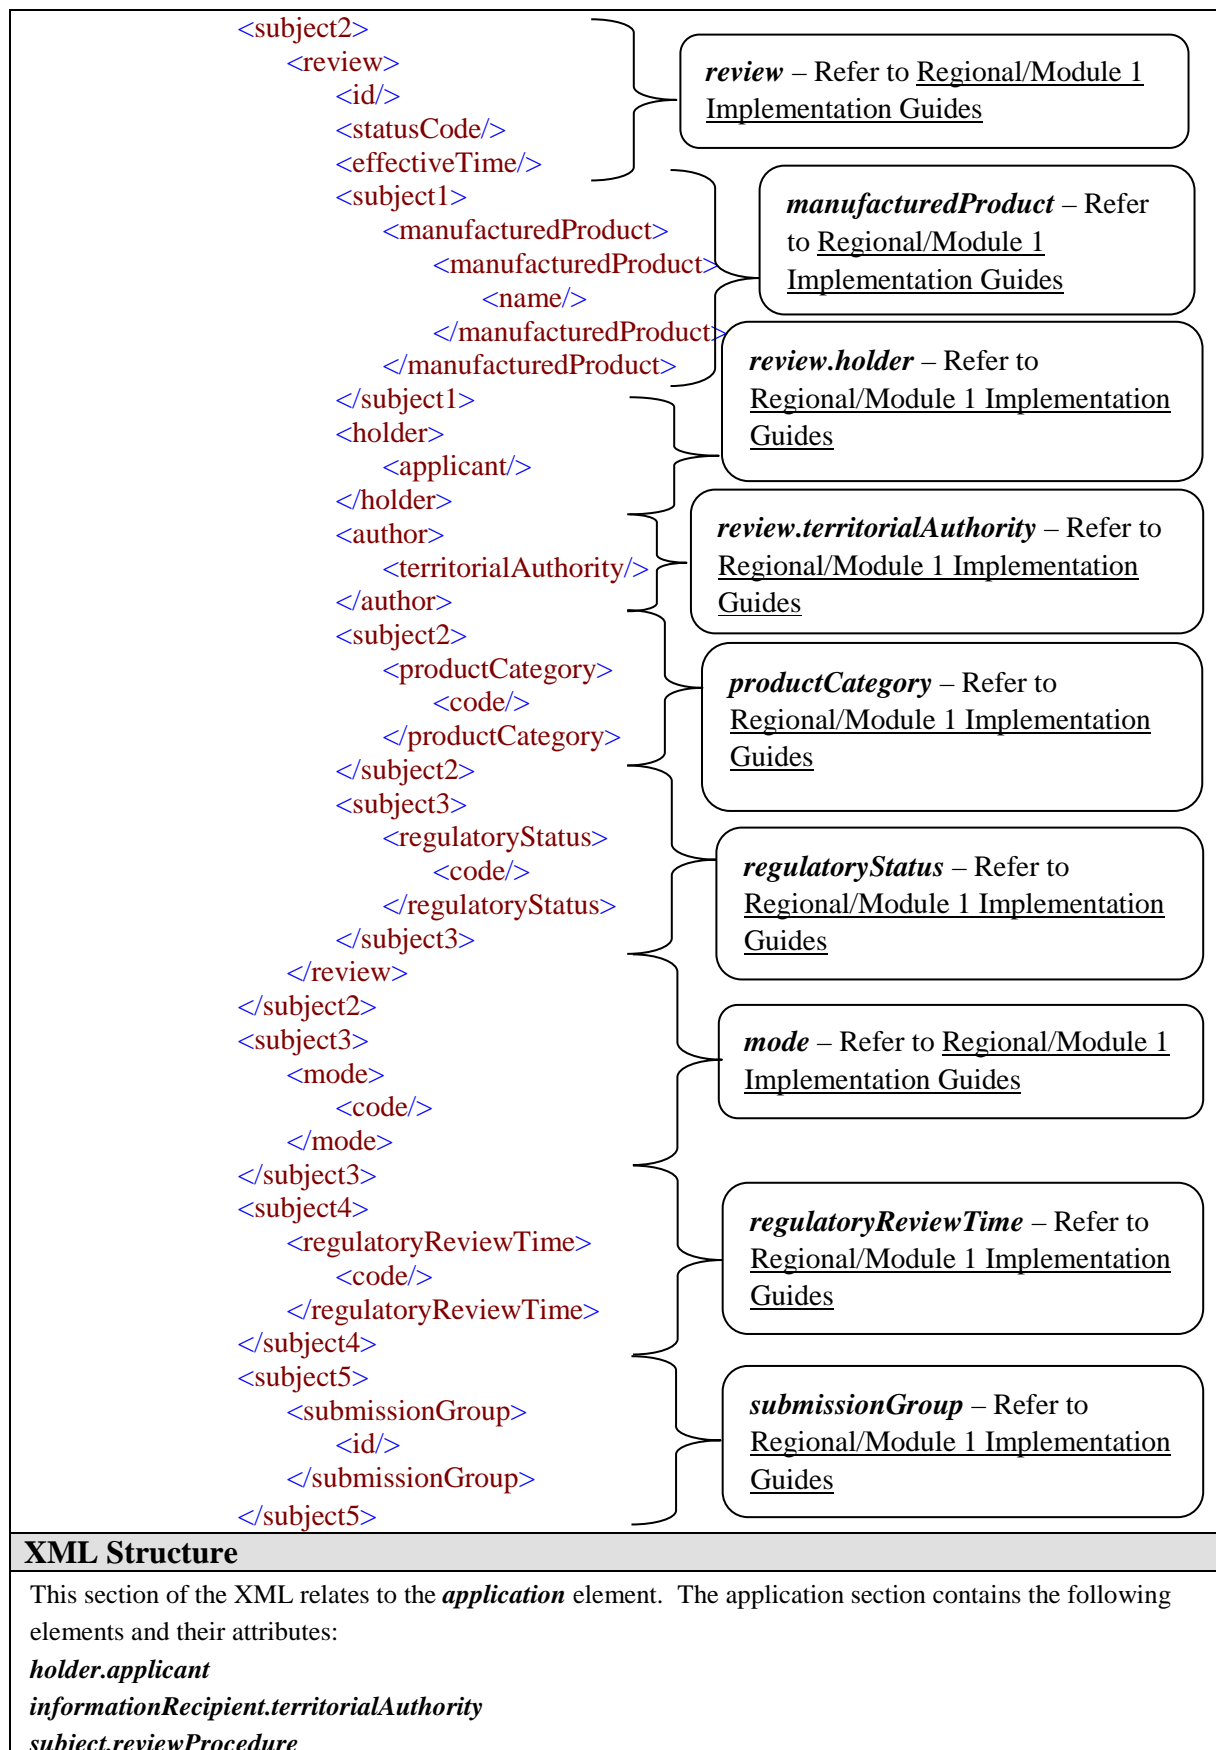 <subject2>
<review>
<id/>
<statusCode/>
<effectiveTime/>
<subject1>
<manufacturedProduct>
<manufacturedProduct>
<name/>
</manufacturedProduct>
</manufacturedProduct>
</subject1>
<holder>
<applicant/>
</holder>
<author>
<territorialAuthority/>
</author>
<subject2>
<productCategory>
<code/>
</productCategory>
</subject2>
<subject3>
<regulatoryStatus>
<code/>
</regulatoryStatus>
</subject3>
</review>
</subject2>
<subject3>
<mode>
<code/>
</mode>
</subject3>
<subject4>
<regulatoryReviewTime>
<code/>
</regulatoryReviewTime>
</subject4>
<subject5>
<submissionGroup>
<id/>
</submissionGroup>
</subject5>
review – Refer to Regional/Module 1
Implementation Guides
manufacturedProduct – Refer
to Regional/Module 1
Implementation Guides
review.holder – Refer to
Regional/Module 1 Implementation
Guides
review.territorialAuthority – Refer to
Regional/Module 1 Implementation
Guides
productCategory – Refer to
Regional/Module 1 Implementation
Guides
regulatoryStatus – Refer to
Regional/Module 1 Implementation
Guides
mode – Refer to Regional/Module 1
Implementation Guides
regulatoryReviewTime – Refer to
Regional/Module 1 Implementation
Guides
submissionGroup – Refer to
Regional/Module 1 Implementation
Guides
XML Structure
This section of the XML relates to the application element. The application section contains the following
elements and their attributes:
holder.applicant
informationRecipient.territorialAuthority
subject.reviewProcedure